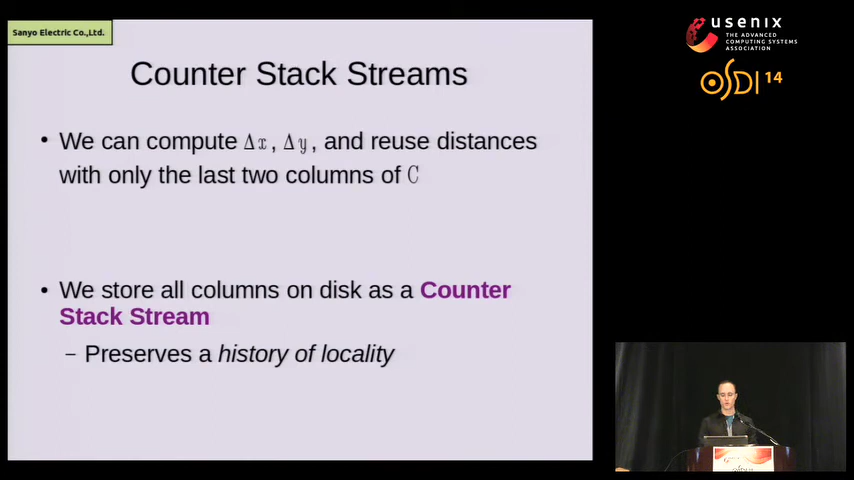 Sanyo Electric Co.,Ltd.
Counter Stack Streams
• We can compute Δx, Δy, and reuse distances
with only the last two columns of C
• We store all columns on disk as a Counter
Stack Stream
– Preserves a history of locality
usenix
THE ADVANCED
COMPUTING SYSTEMS
ASSOCIATION
OSDI 14